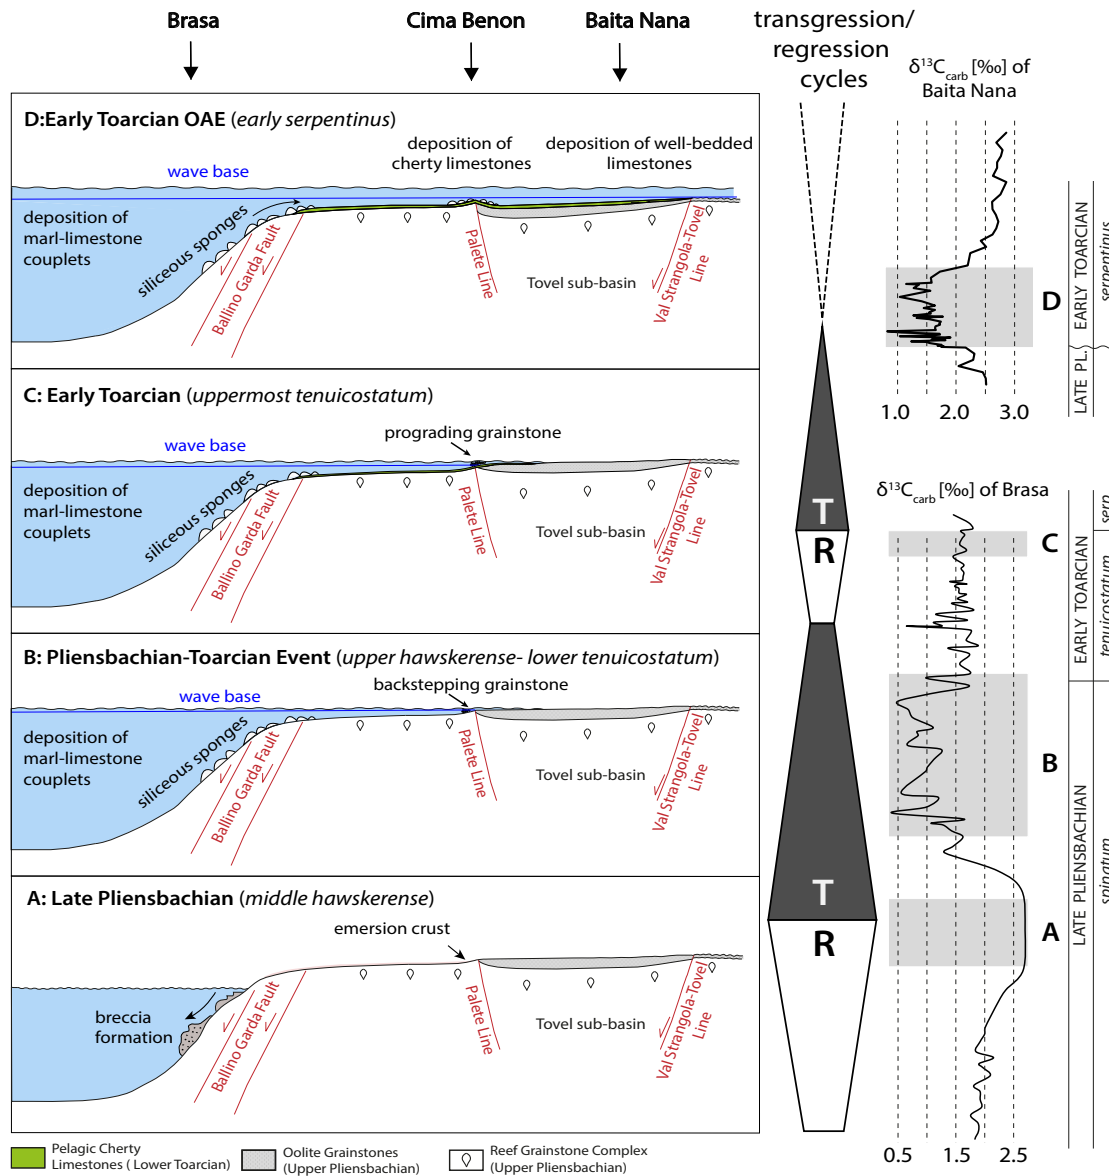 Brasa
Cima Benon
Baita Nana
transgression/
regression
cycles
δ¹³Ccarb [‰] of
Baita Nana
D:Early Toarcian OAE (early serpentinus)
deposition of
cherty limestones
deposition of well-bedded
limestones
wave base
deposition of
marl-limestone
couplets
siliceous sponges
Ballino Garda Fault
Palete Line
Tovel sub-basin
Val Strangola-Tovel
Line
D
EARLY TOARCIAN
serpentinus
LATE PL.
1.0
2.0
3.0
C: Early Toarcian (uppermost tenuicostatum)
prograding grainstone
wave base
deposition of
marl-limestone
couplets
siliceous sponges
Ballino Garda Fault
Palete Line
Tovel sub-basin
Val Strangola-Tovel
Line
T
R
δ¹³Ccarb [‰] of Brasa
C
serp.
EARLY TOARCIAN
tenuicostatum
B: Pliensbachian-Toarcian Event (upper hawskerense- lower tenuicostatum)
backstepping grainstone
wave base
deposition of
marl-limestone
couplets
siliceous sponges
Ballino Garda Fault
Palete Line
Tovel sub-basin
Val Strangola-Tovel
Line
B
LATE PLIENSBACHIAN
spinatum
T
R
A
A: Late Pliensbachian (middle hawskerense)
emersion crust
breccia
formation
Ballino Garda Fault
Palete Line
Tovel sub-basin
Val Strangola-Tovel
Line
0.5
1.5
2.5
Pelagic Cherty
Limestones ( Lower Toarcian)
Oolite Grainstones
(Upper Pliensbachian)
Reef Grainstone Complex
(Upper Pliensbachian)